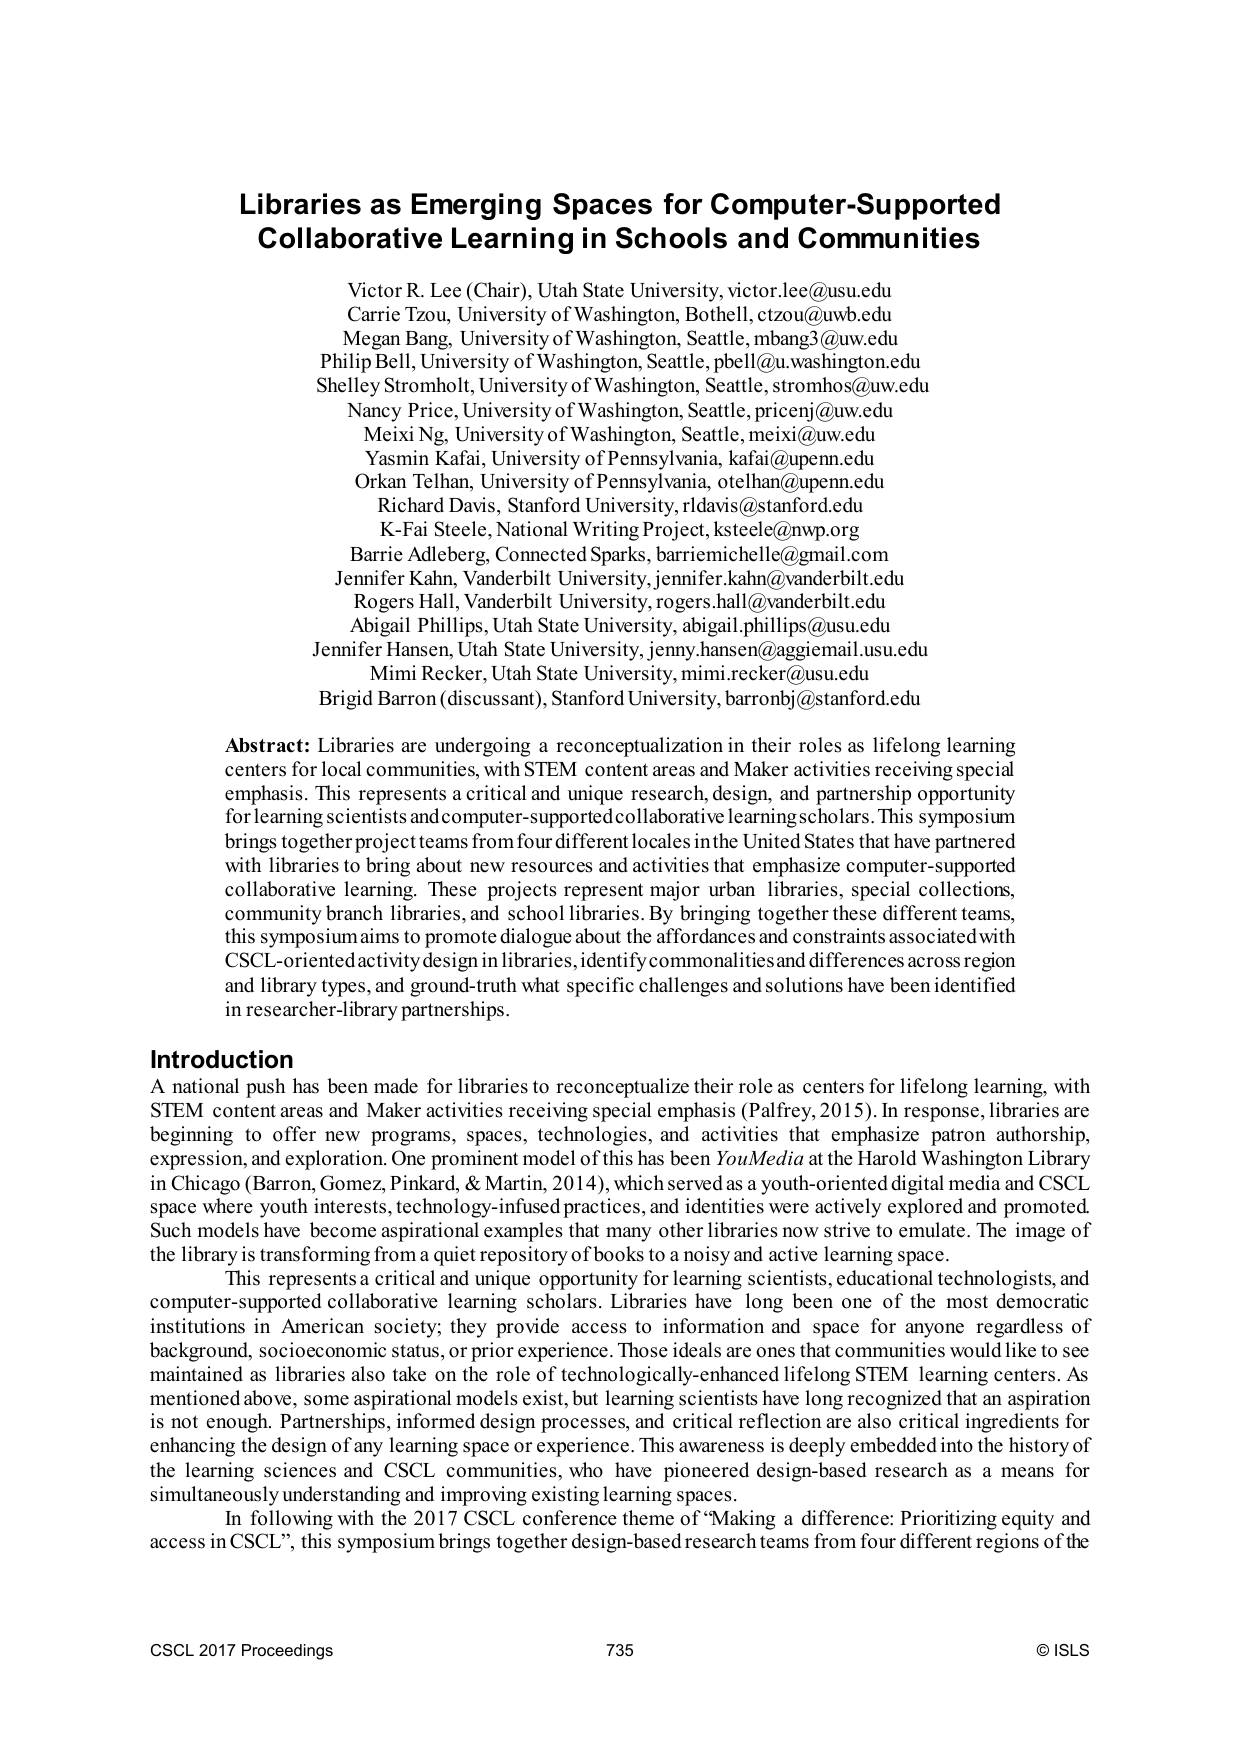 Libraries as Emerging Spaces for Computer-Supported
Collaborative Learning in Schools and Communities
Victor R. Lee (Chair), Utah State University, victor.lee@usu.edu
Carrie Tzou, University of Washington, Bothell, ctzou@uwb.edu
Megan Bang, University of Washington, Seattle, mbang3@uw.edu
Philip Bell, University of Washington, Seattle, pbell@u.washington.edu
Shelley Stromholt, University of Washington, Seattle, stromhos@uw.edu
Nancy Price, University of Washington, Seattle, pricenj@uw.edu
Meixi Ng, University of Washington, Seattle, meixi@uw.edu
Yasmin Kafai, University of Pennsylvania, kafai@upenn.edu
Orkan Telhan, University of Pennsylvania, otelhan@upenn.edu
Richard Davis, Stanford University, rldavis@stanford.edu
K-Fai Steele, National Writing Project, ksteele@nwp.org
Barrie Adleberg, Connected Sparks, barriemichelle@gmail.com
Jennifer Kahn, Vanderbilt University, jennifer.kahn@vanderbilt.edu
Rogers Hall, Vanderbilt University, rogers.hall@vanderbilt.edu
Abigail Phillips, Utah State University, abigail.phillips@usu.edu
Jennifer Hansen, Utah State University, jenny.hansen@aggiemail.usu.edu
Mimi Recker, Utah State University, mimi.recker@usu.edu
Brigid Barron (discussant), Stanford University, barronbj@stanford.edu
Abstract: Libraries are undergoing a reconceptualization in their roles as lifelong learning
centers for local communities, with STEM content areas and Maker activities receiving special
emphasis. This represents a critical and unique research, design, and partnership opportunity
for learning scientists and computer-supported collaborative learning scholars. This symposium
brings together project teams from four different locales in the United States that have partnered
with libraries to bring about new resources and activities that emphasize computer-supported
collaborative learning. These projects represent major urban libraries, special collections,
community branch libraries, and school libraries. By bringing together these different teams,
this symposium aims to promote dialogue about the affordances and constraints associated with
CSCL-oriented activity design in libraries, identify commonalities and differences across region
and library types, and ground-truth what specific challenges and solutions have been identified
in researcher-library partnerships.
Introduction
A national push has been made for libraries to reconceptualize their role as centers for lifelong learning, with
STEM content areas and Maker activities receiving special emphasis (Palfrey, 2015). In response, libraries are
beginning to offer new programs, spaces, technologies, and activities that emphasize patron authorship,
expression, and exploration. One prominent model of this has been YouMedia at the Harold Washington Library
in Chicago (Barron, Gomez, Pinkard, & Martin, 2014), which served as a youth-oriented digital media and CSCL
space where youth interests, technology-infused practices, and identities were actively explored and promoted.
Such models have become aspirational examples that many other libraries now strive to emulate. The image of
the library is transforming from a quiet repository of books to a noisy and active learning space.
This represents a critical and unique opportunity for learning scientists, educational technologists, and
computer-supported collaborative learning scholars. Libraries have long been one of the most democratic
institutions in American society; they provide access to information and space for anyone regardless of
background, socioeconomic status, or prior experience. Those ideals are ones that communities would like to see
maintained as libraries also take on the role of technologically-enhanced lifelong STEM learning centers. As
mentioned above, some aspirational models exist, but learning scientists have long recognized that an aspiration
is not enough. Partnerships, informed design processes, and critical reflection are also critical ingredients for
enhancing the design of any learning space or experience. This awareness is deeply embedded into the history of
the learning sciences and CSCL communities, who have pioneered design-based research as a means for
simultaneously understanding and improving existing learning spaces.
In following with the 2017 CSCL conference theme of “Making a difference: Prioritizing equity and
access in CSCL”, this symposium brings together design-based research teams from four different regions of the
CSCL 2017 Proceedings
735
© ISLS